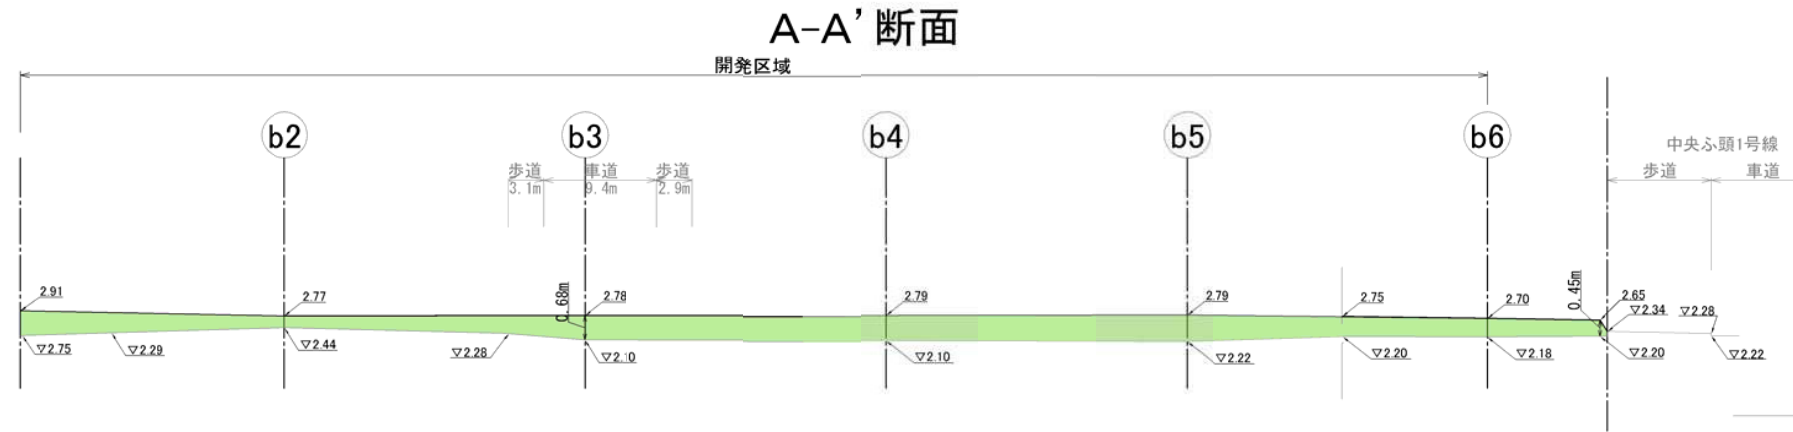 A-A'断面
開発区域
b2
b3
b4
b5
b6
中央ふ頭1号線
歩道
車道
歩道
歩道
車道
3.1m
9.4m
2.9m
2.91
2.77
0.68m
2.78
2.79
2.79
2.75
2.70
0.45m
2.65
▽2.34
▽2.28
▽2.75
▽2.29
▽2.44
▽2.28
▽2.10
▽2.10
▽2.22
▽2.20
▽2.18
▽2.20
▽2.22